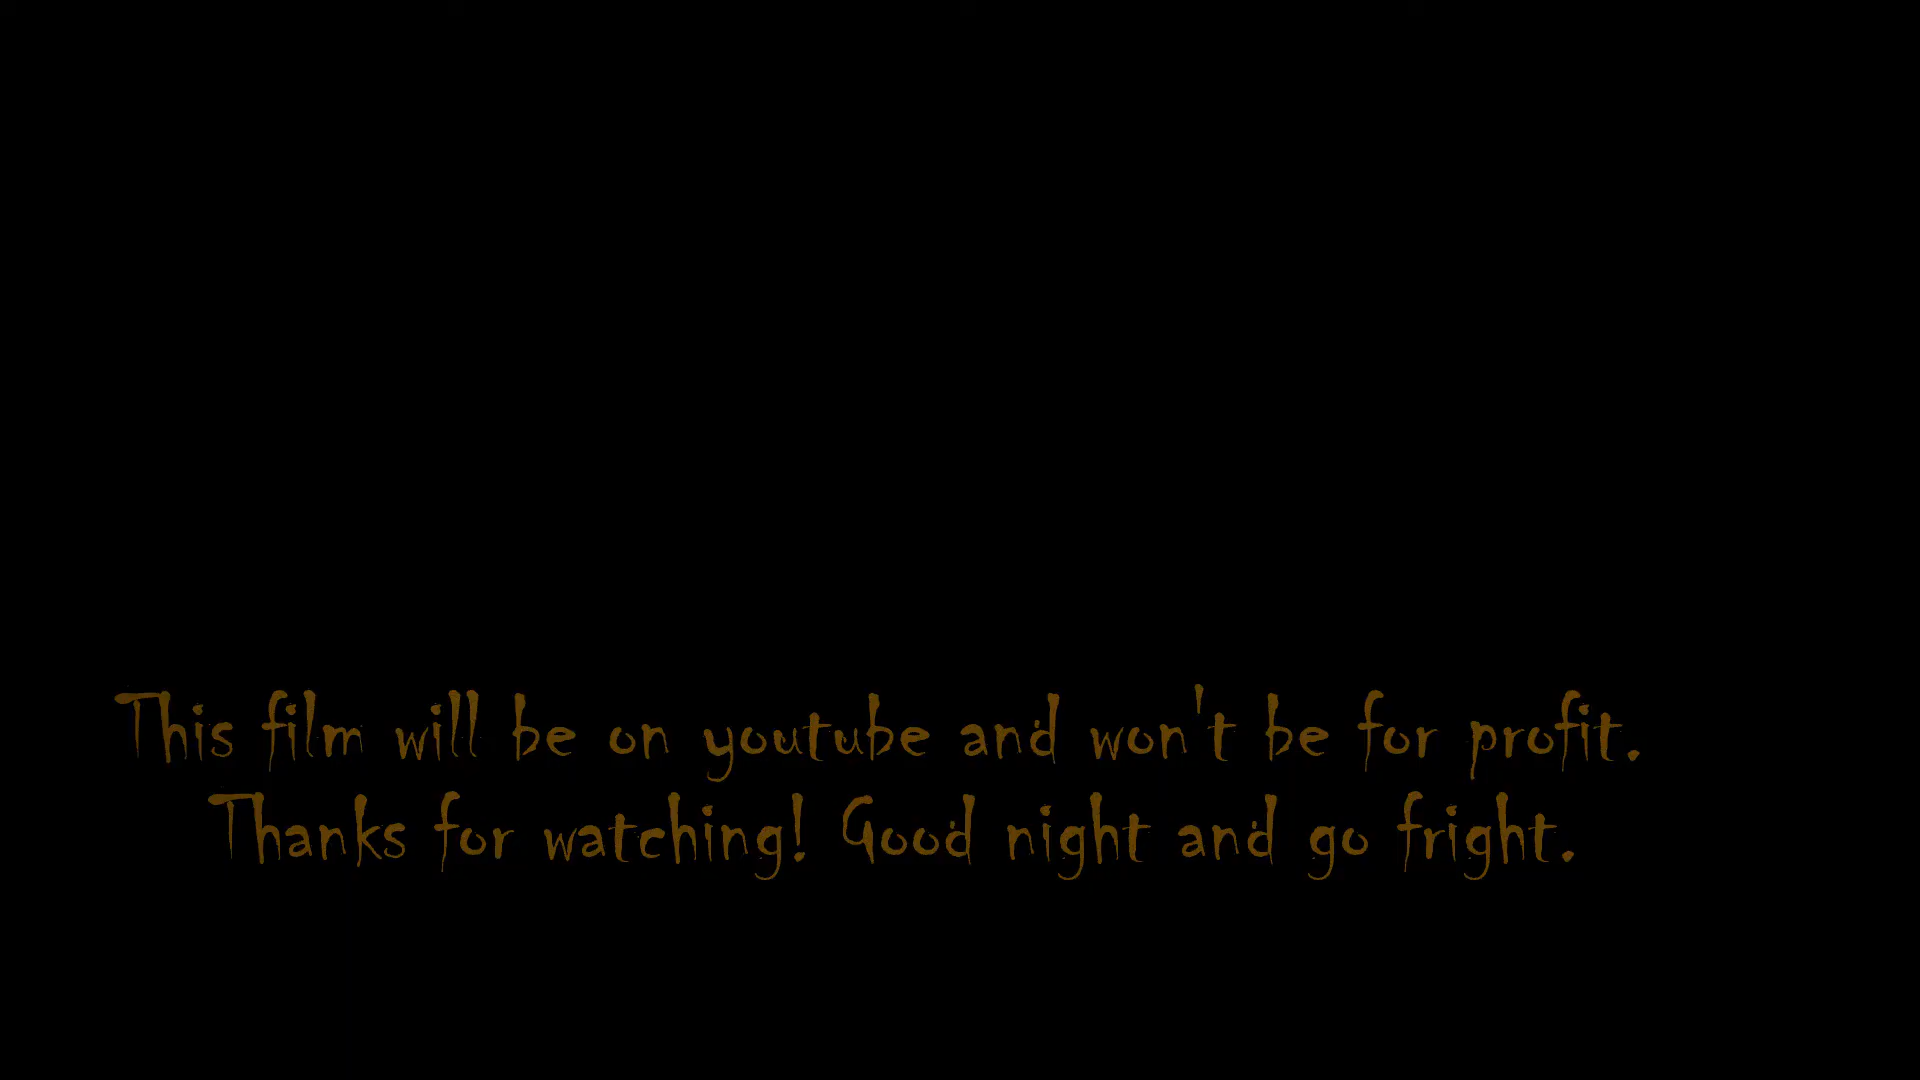 This film will be on youtube and won't be for profit.
Thanks for watching! Good night and go fright.